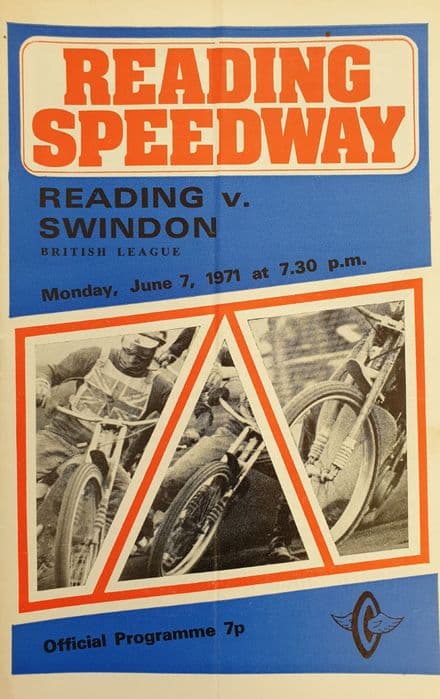 READING
SPEEDWAY
READING v.
SWINDON
BRITISH LEAGUE
Monday, June 7, 1971 at 7.30 p.m.
Official Programme 7p